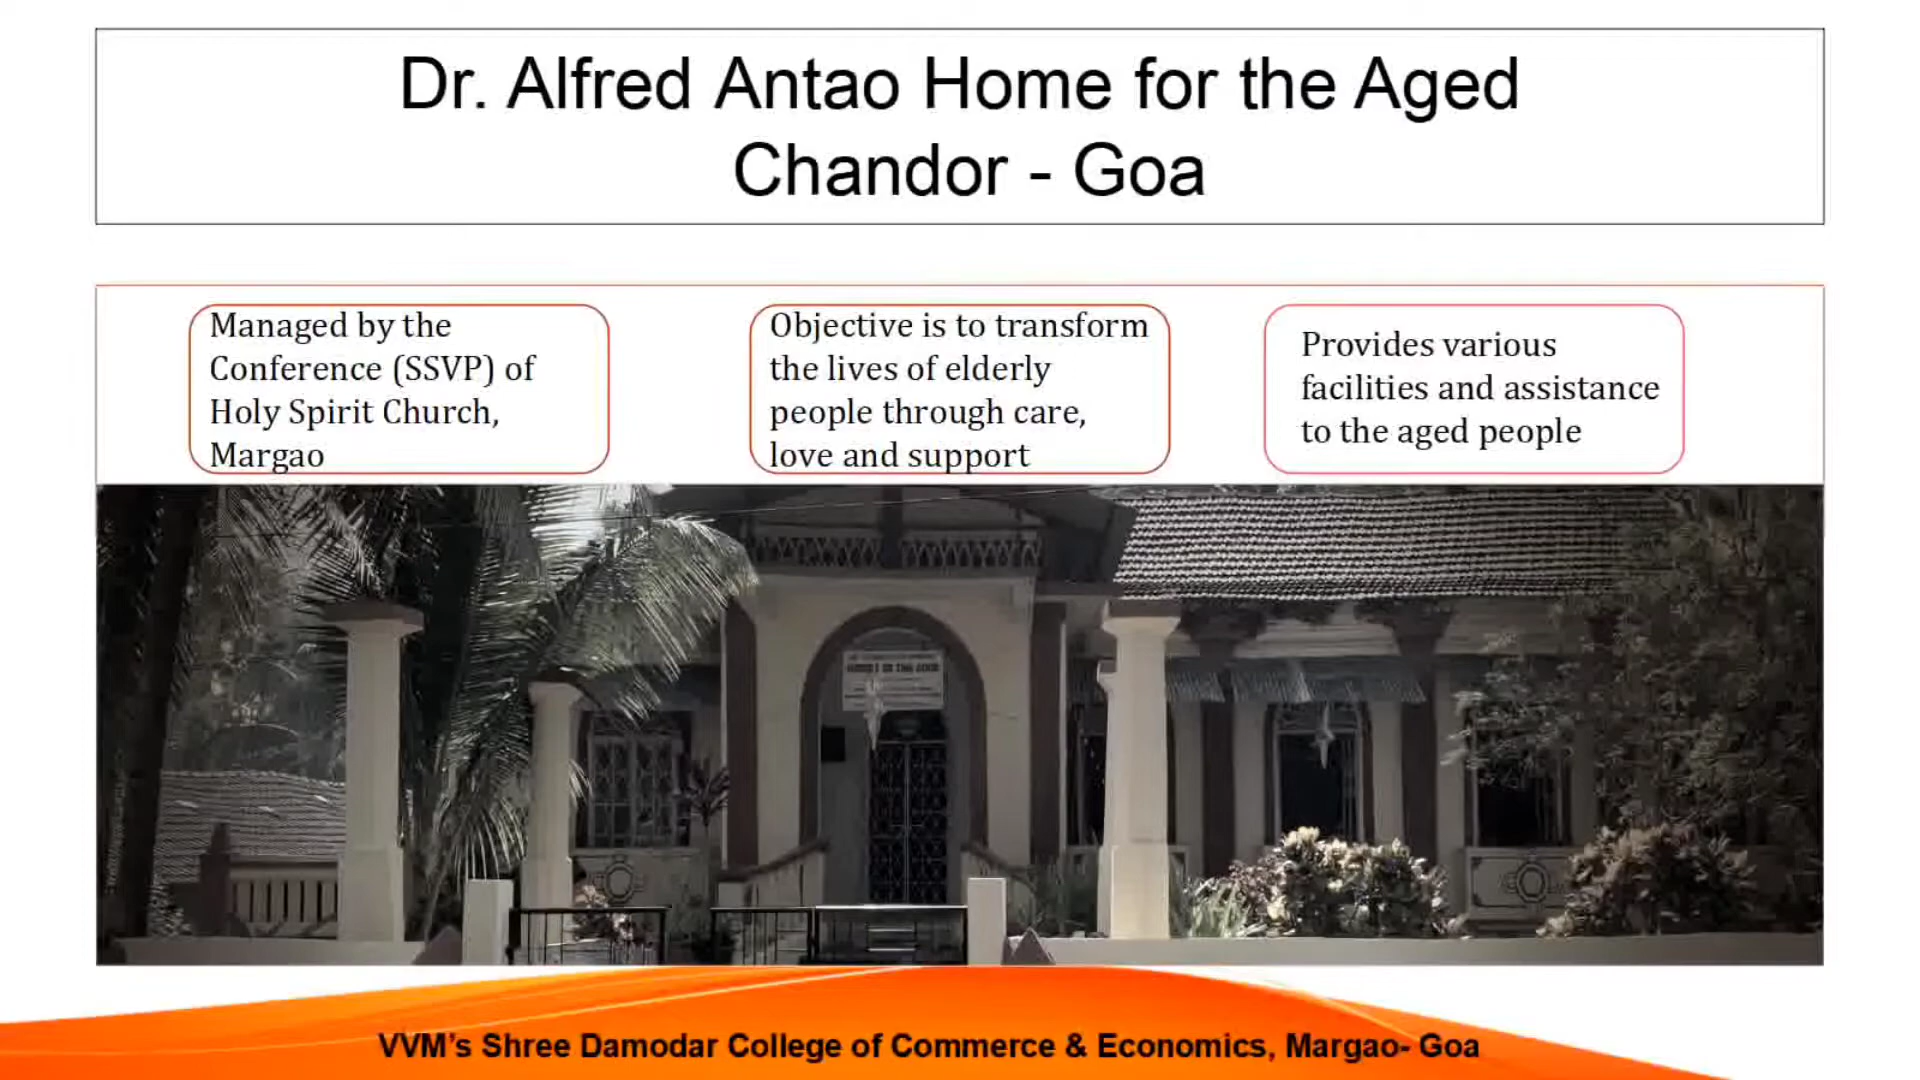 Dr. Alfred Antao Home for the Aged
Chandor - Goa
Managed by the
Conference (SSVP) of
Holy Spirit Church,
Margao
Objective is to transform
the lives of elderly
people through care,
love and support
Provides various
facilities and assistance
to the aged people
VVM's Shree Damodar College of Commerce & Economics, Margao- Goa